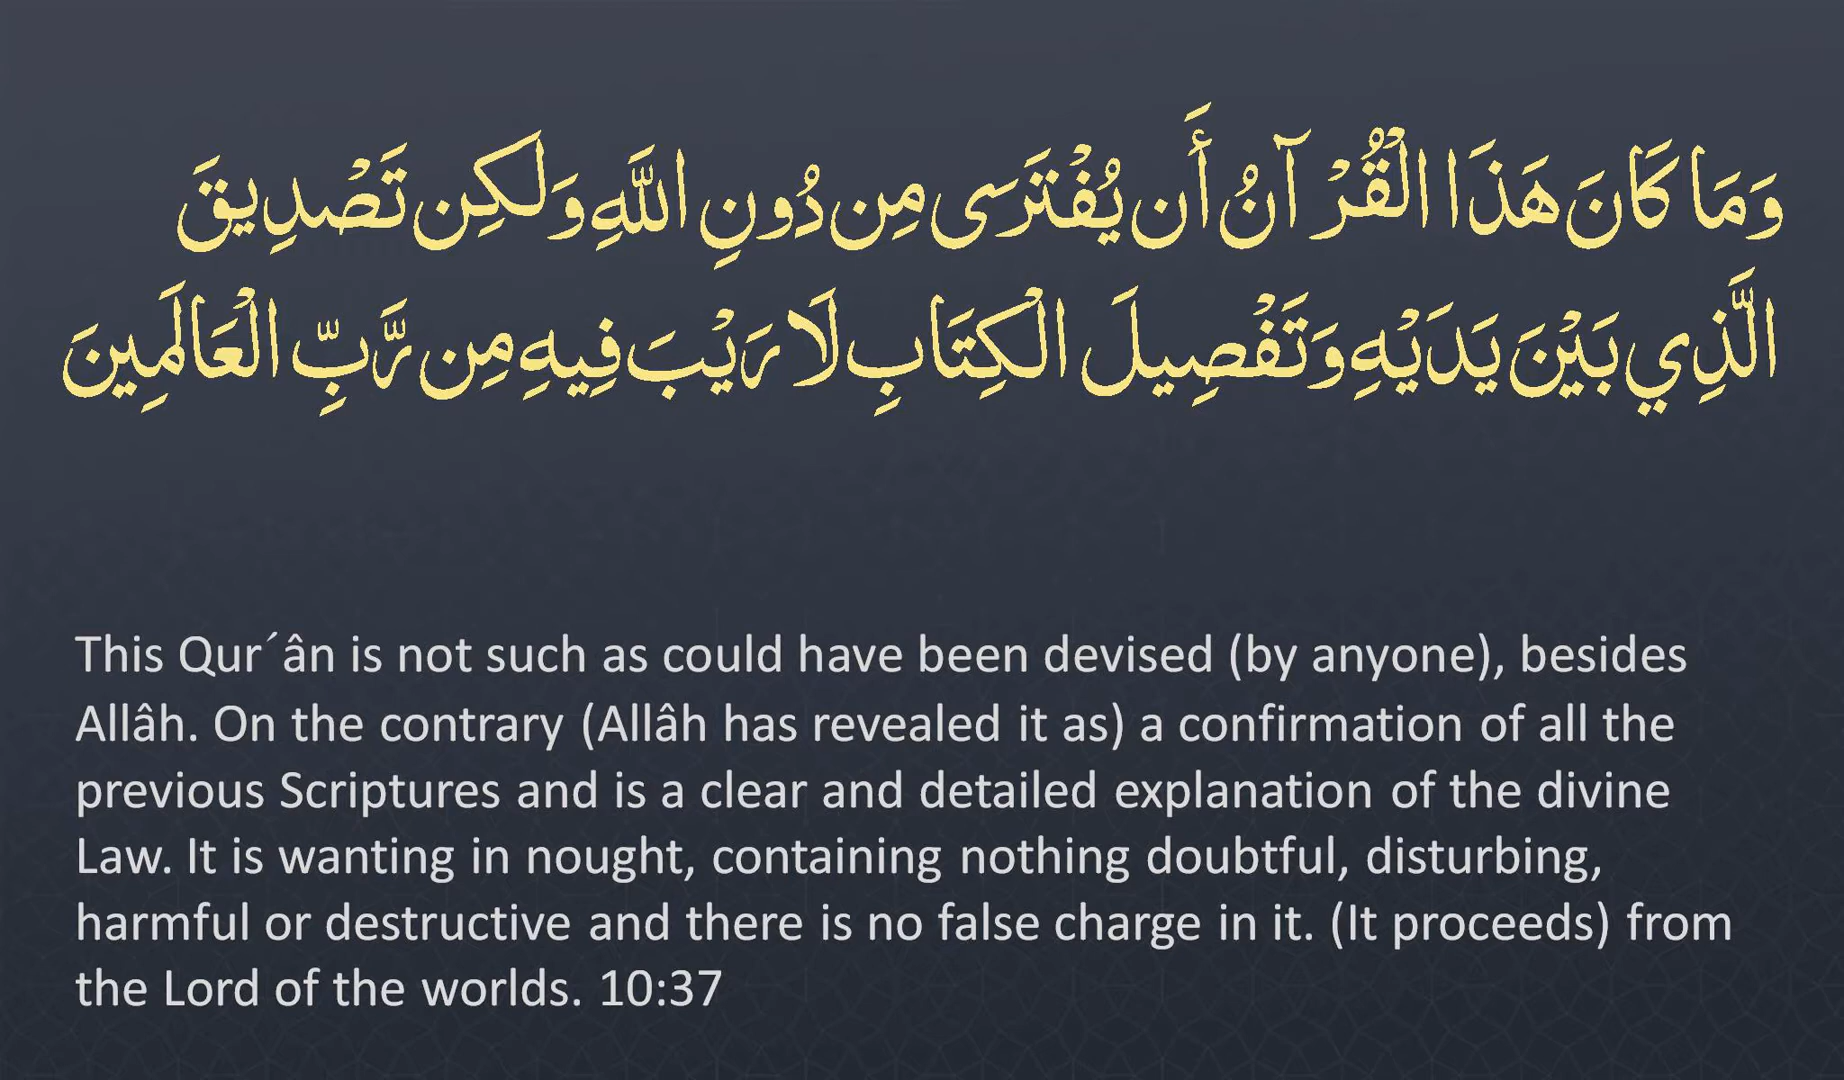 وَمَا كَانَ هَذَا الْقُرْآنُ أَن يُفْتَرَى مِن دُونِ اللَّهِ وَلَكِن تَصْدِيقَ
الَّذِي بَيْنَ يَدَيْهِ وَتَفْصِيلَ الْكِتَابِ لَا رَيْبَ فِيهِ مِن رَّبِّ الْعَالَمِينَ
This Qur´ân is not such as could have been devised (by anyone), besides
Allâh. On the contrary (Allâh has revealed it as) a confirmation of all the
previous Scriptures and is a clear and detailed explanation of the divine
Law. It is wanting in nought, containing nothing doubtful, disturbing,
harmful or destructive and there is no false charge in it. (It proceeds) from
the Lord of the worlds. 10:37